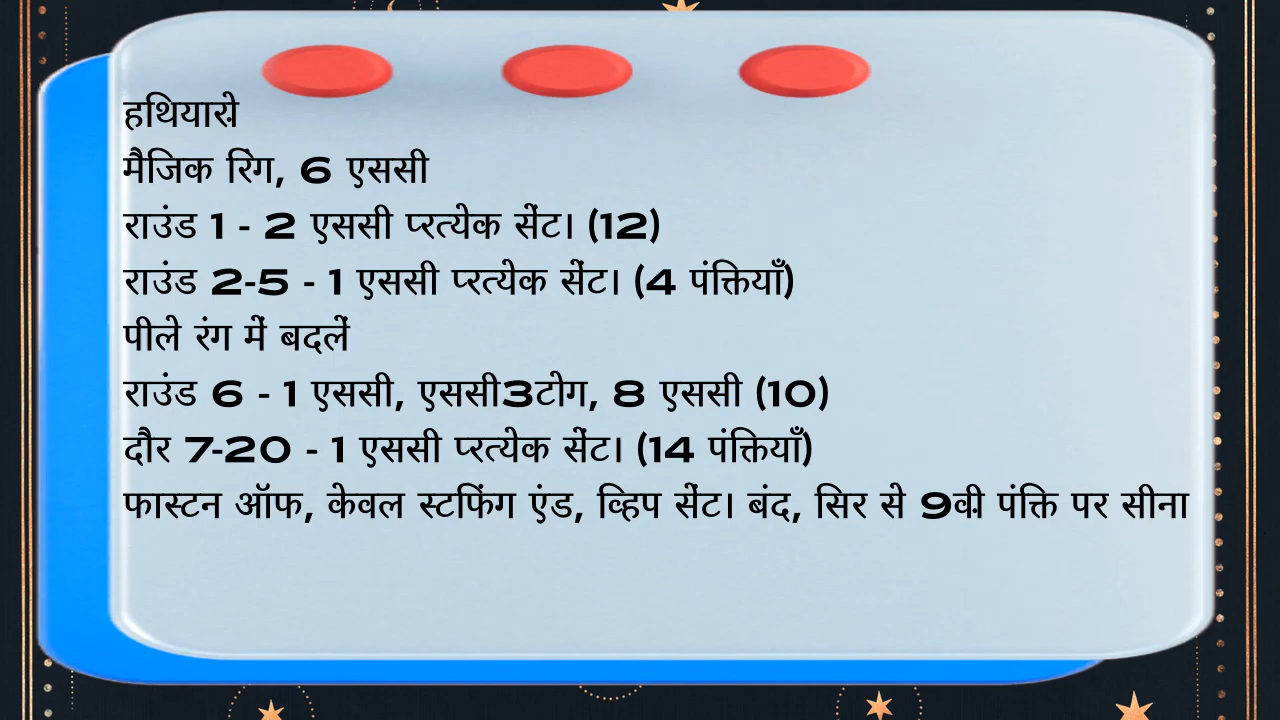 हथियारों
मैजिक रिंग, 6 एससी
राउंड 1 - 2 एससी प्रत्येक सेंट। (12)
राउंड 2-5 - 1 एससी प्रत्येक सेंट। (4 पंक्तियाँ)
पीले रंग में बदलें
राउंड 6 - 1 एससी, एससी3टोग, 8 एससी (10)
दौर 7-20 - 1 एससी प्रत्येक सेंट। (14 पंक्तियाँ)
फास्टन ऑफ, केवल स्टफिंग एंड, व्हिप सेंट। बंद, सिर से 9वीं पंक्ति पर सीना